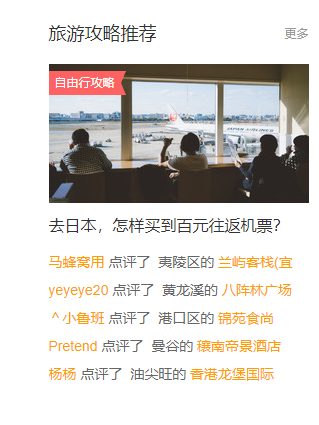 旅游攻略推荐
更多
自由行攻略
JAPAN AIRLINES
去日本，怎样买到百元往返机票？
马蜂窝用 点评了 夷陵区的 兰屿客栈(宜
yeyeye20 点评了 黄龙溪的 八阵林广场
^小鲁班 点评了 港口区的 锦苑食尚
Pretend 点评了 曼谷的 穰南帝景酒店
杨杨 点评了 油尖旺的 香港龙堡国际